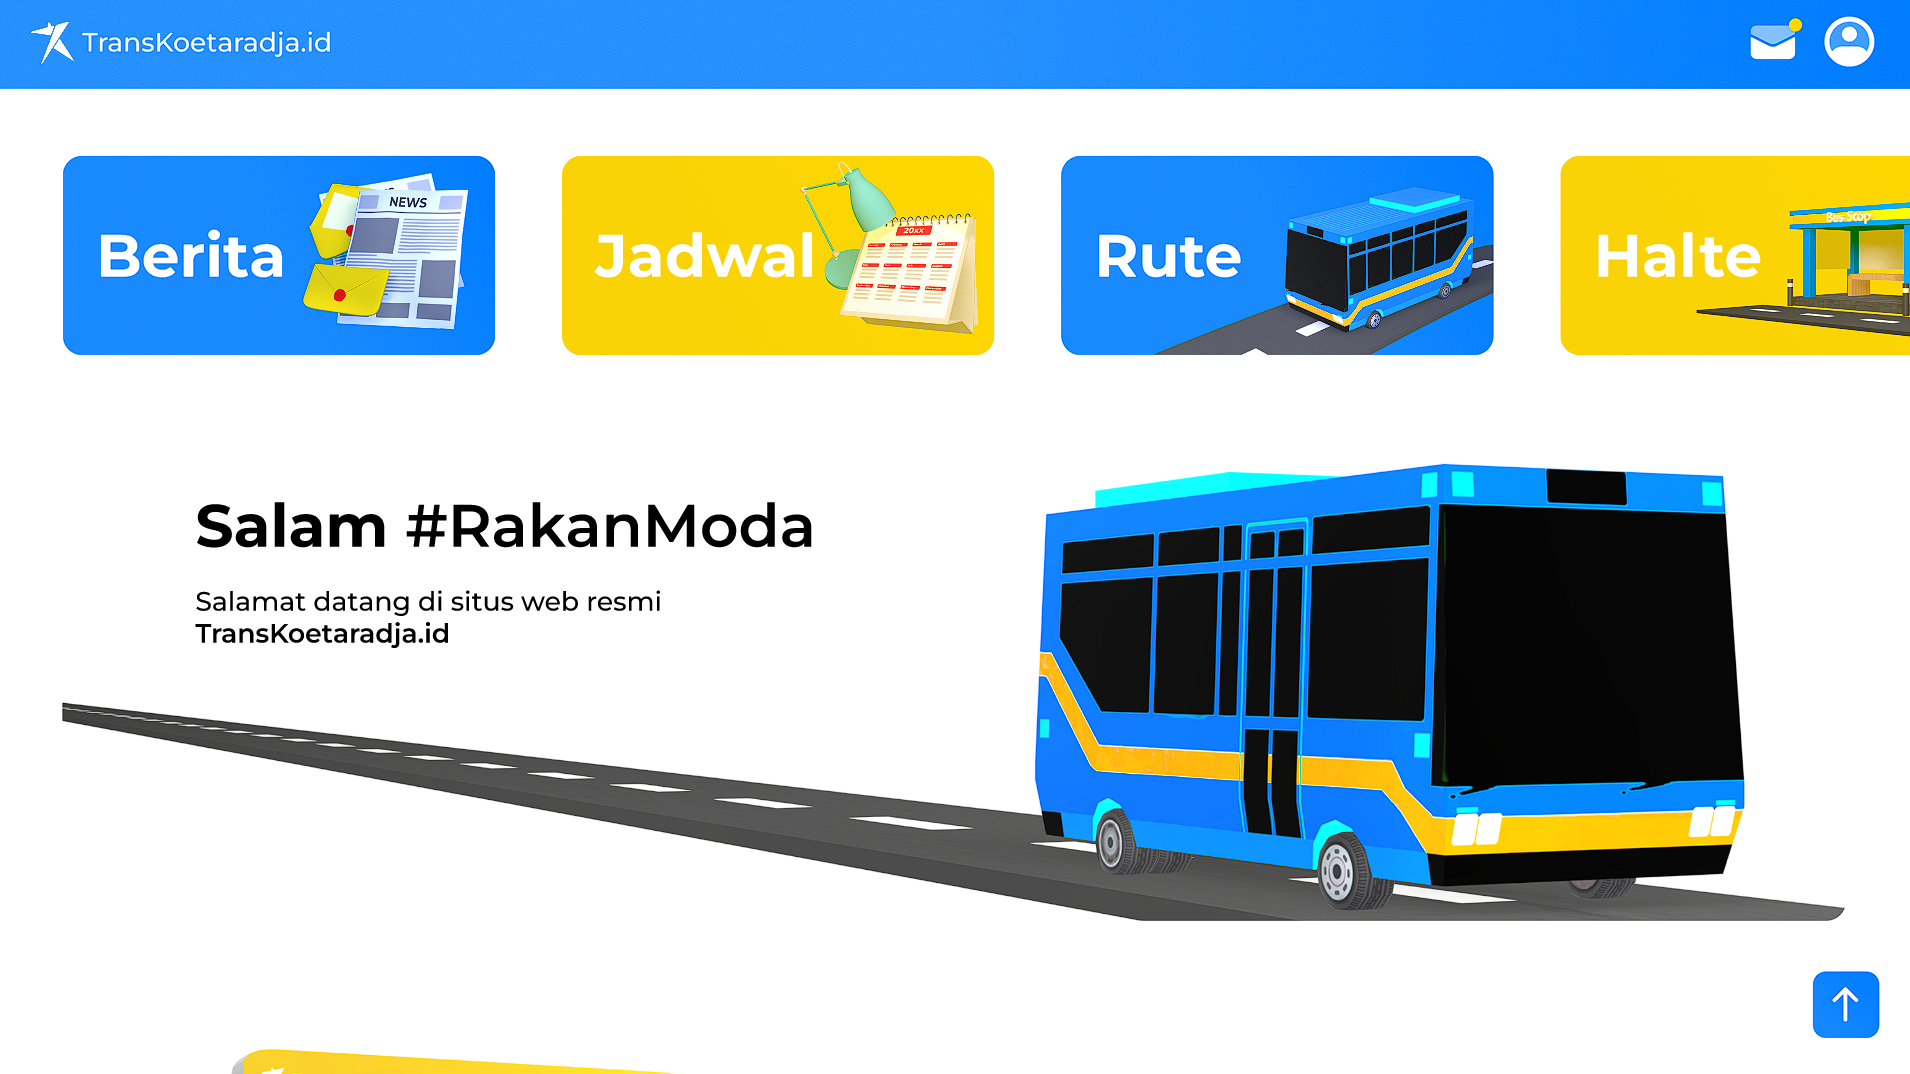 TransKoetaradja.id
Berita
NEWS
Jadwal
20xx
Rute
Halte
Bus Stop
Salam #RakanModa
Salamat datang di situs web resmi
TransKoetaradja.id